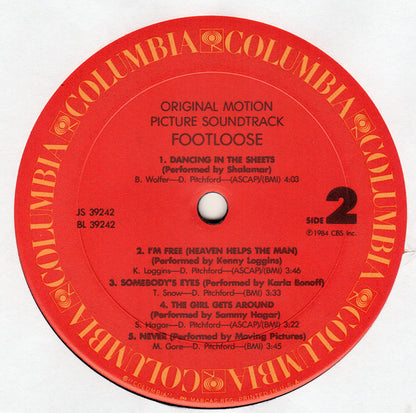 COLUMBIA COLUMBIA COLUMBIA COLUMBIA COLUMBIA COLUMBIA
ORIGINAL MOTION
PICTURE SOUNDTRACK
FOOTLOOSE
1. DANCING IN THE SHEETS
(Performed by Shalamar)
B. Wolfer—D. Pitchford—(ASCAP)/(BMI) 4:03
JS 39242
BL 39242
SIDE 2
℗1984 CBS Inc.
2. I'M FREE (HEAVEN HELPS THE MAN)
(Performed by Kenny Loggins)
K. Loggins—D. Pitchford—(ASCAP)/(BMI) 3:46
3. SOMEBODY'S EYES (Performed by Karla Bonoff)
T. Snow—D. Pitchford—(BMI) 3:33
4. THE GIRL GETS AROUND
(Performed by Sammy Hagar)
S. Hagar—D. Pitchford—(ASCAP)/(BMI) 3:22
5. NEVER (Performed by Moving Pictures)
M. Gore—D. Pitchford—(BMI) 3:45